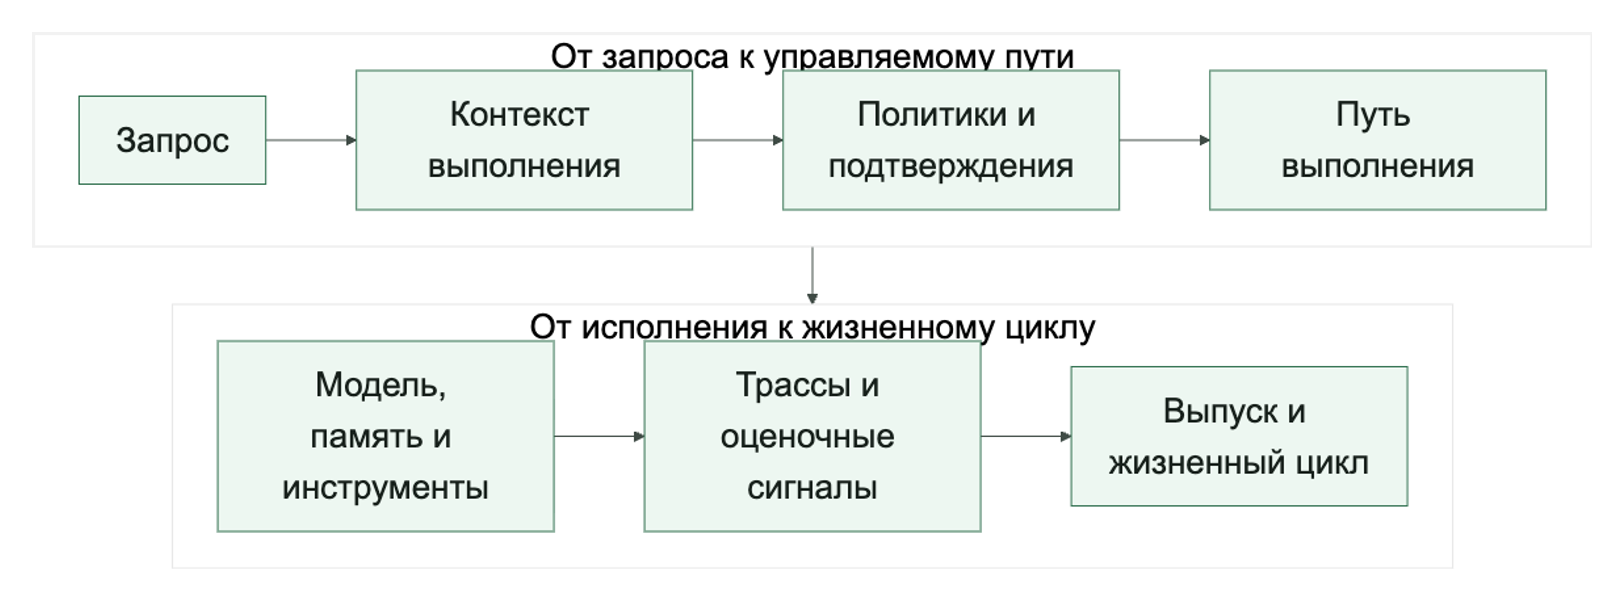 От запроса к управляемому пути
Запрос
Контекст
выполнения
Политики и
подтверждения
Путь
выполнения
От исполнения к жизненному циклу
Модель,
память и
инструменты
Трассы и
оценочные
сигналы
Выпуск и
жизненный цикл